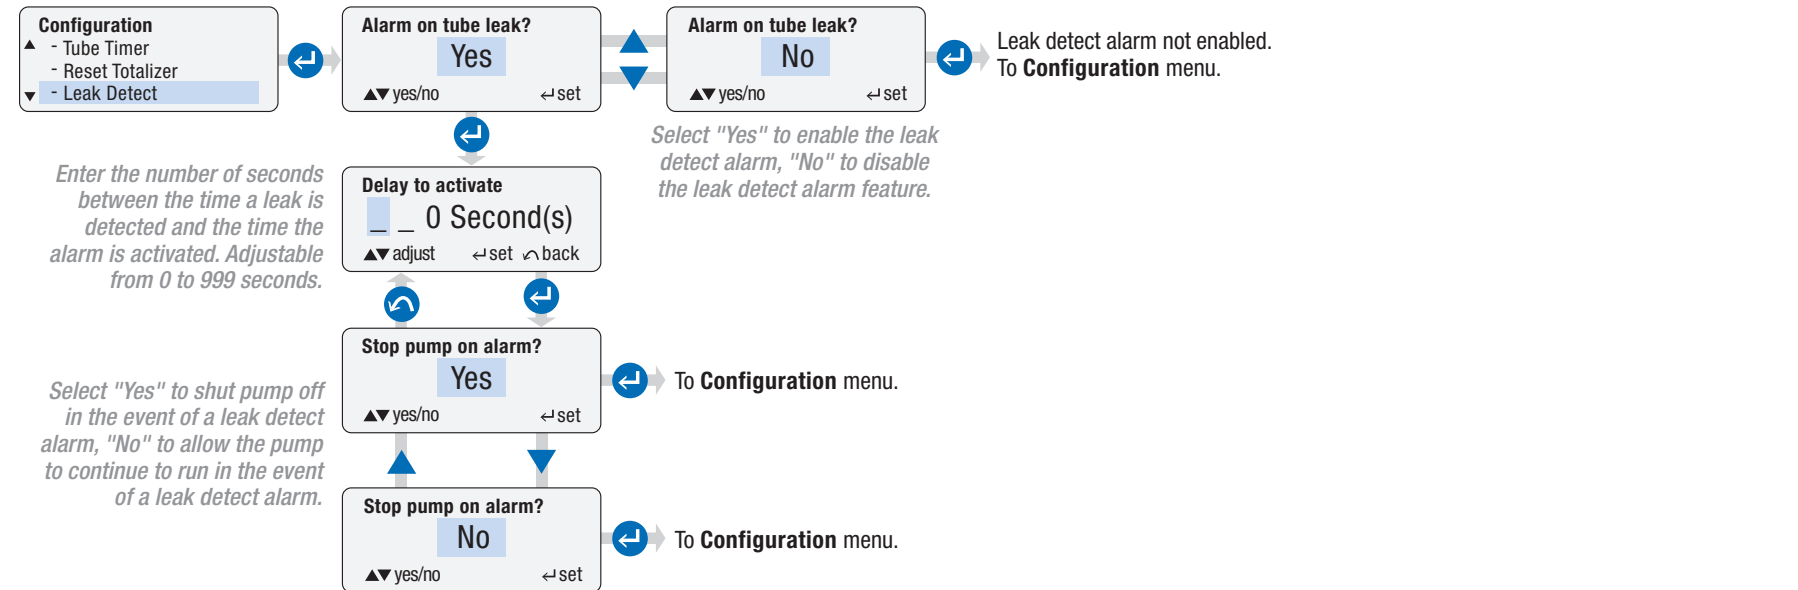 Configuration
- Tube Timer
- Reset Totalizer
- Leak Detect
Alarm on tube leak?
Yes
▲▼ yes/no ↵ set
Alarm on tube leak?
No
▲▼ yes/no ↵ set
Leak detect alarm not enabled.
To Configuration menu.
Select "Yes" to enable the leak
detect alarm, "No" to disable
the leak detect alarm feature.
Enter the number of seconds
between the time a leak is
detected and the time the
alarm is activated. Adjustable
from 0 to 999 seconds.
Delay to activate
_ _ 0 Second(s)
▲▼ adjust ↵ set ↶ back
Stop pump on alarm?
Yes
▲▼ yes/no ↵ set
To Configuration menu.
Select "Yes" to shut pump off
in the event of a leak detect
alarm, "No" to allow the pump
to continue to run in the event
of a leak detect alarm.
Stop pump on alarm?
No
▲▼ yes/no ↵ set
To Configuration menu.